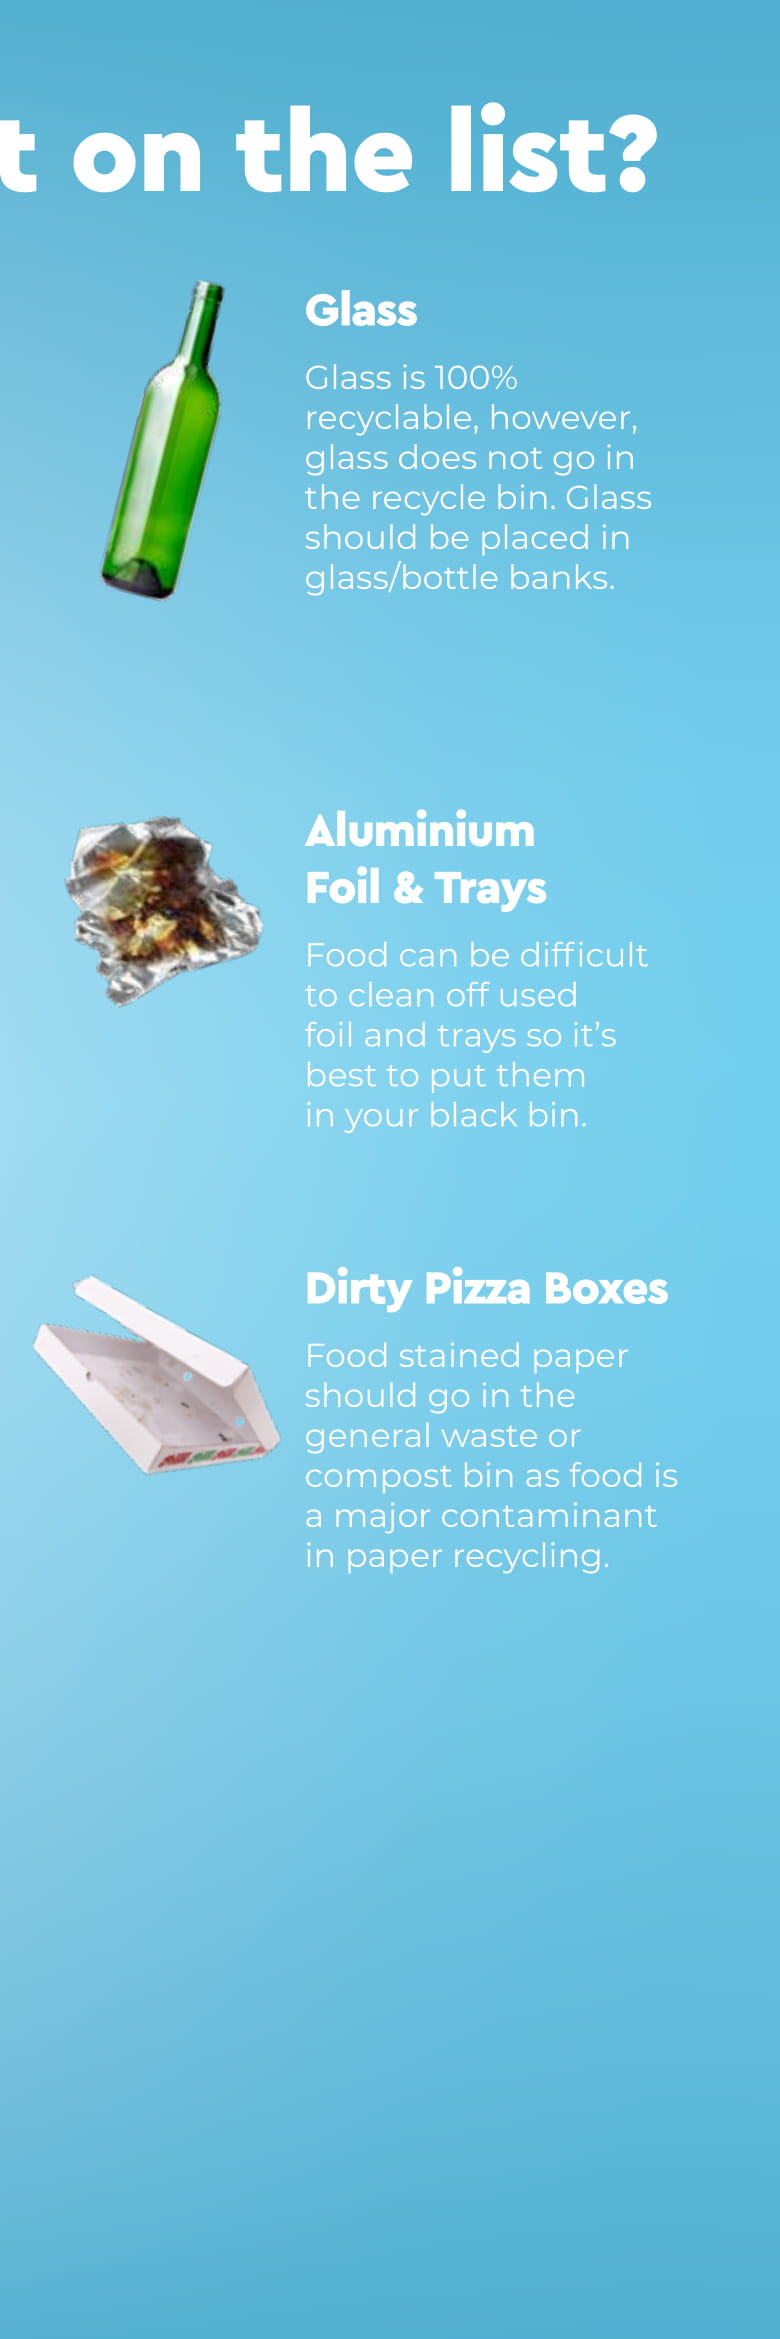 t on the list?
Glass
Glass is 100%
recyclable, however,
glass does not go in
the recycle bin. Glass
should be placed in
glass/bottle banks.
Aluminium
Foil & Trays
Food can be difficult
to clean off used
foil and trays so it’s
best to put them
in your black bin.
Dirty Pizza Boxes
Food stained paper
should go in the
general waste or
compost bin as food is
a major contaminant
in paper recycling.